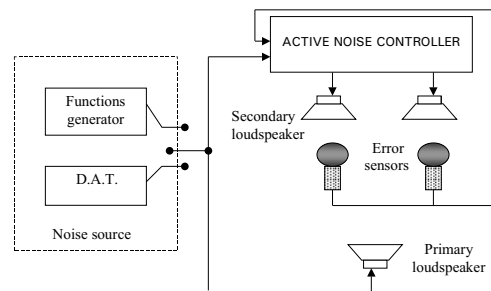 ACTIVE NOISE CONTROLLER
Functions
generator
Secondary
loudspeaker
Error
sensors
D.A.T.
Noise source
Primary
loudspeaker